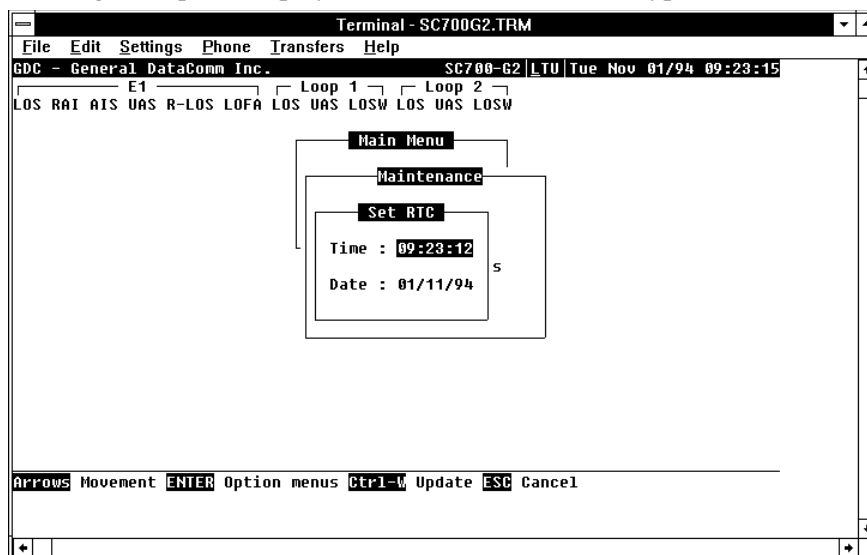 Terminal - SC700G2.TRM
File Edit Settings Phone Transfers Help
GDC - General DataComm Inc. SC700-G2 LTU Tue Nov 01/94 09:23:15
E1 Loop 1 Loop 2
LOS RAI AIS UAS R-LOS LOFA LOS UAS LOSW LOS UAS LOSW
Main Menu
Maintenance
Set RTC
Time : 09:23:12
s
Date : 01/11/94
Arrows Movement ENTER Option menus Ctrl-W Update ESC Cancel